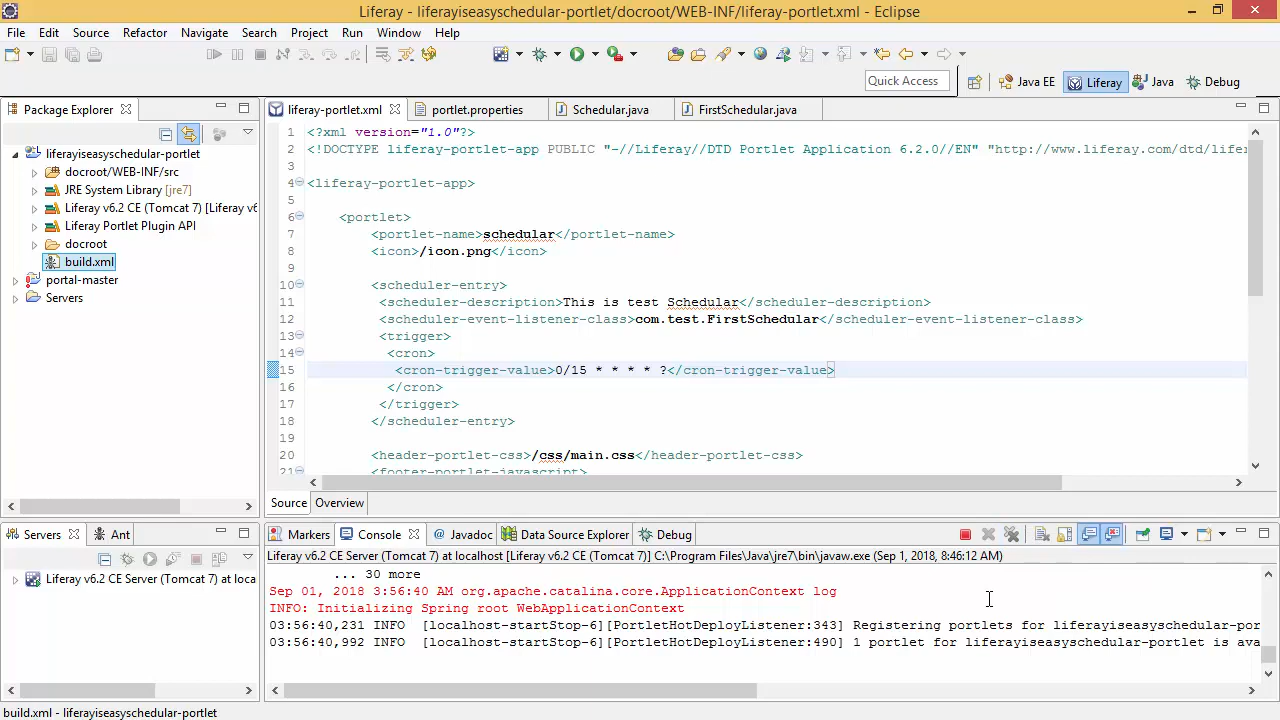 Liferay - liferayiseasyschedular-portlet/docroot/WEB-INF/liferay-portlet.xml - Eclipse
File Edit Source Refactor Navigate Search Project Run Window Help
Quick Access Java EE Liferay Java Debug
Package Explorer
liferayiseasyschedular-portlet
docroot/WEB-INF/src
JRE System Library [jre7]
Liferay v6.2 CE (Tomcat 7) [Liferay v6
Liferay Portlet Plugin API
docroot
build.xml
portal-master
Servers
liferay-portlet.xml portlet.properties Schedular.java FirstSchedular.java
1 <?xml version="1.0"?>
2 <!DOCTYPE liferay-portlet-app PUBLIC "-//Liferay//DTD Portlet Application 6.2.0//EN" "http://www.liferay.com/dtd/lifer
3
4 <liferay-portlet-app>
5
6 <portlet>
7 <portlet-name>schedular</portlet-name>
8 <icon>/icon.png</icon>
9
10 <scheduler-entry>
11 <scheduler-description>This is test Schedular</scheduler-description>
12 <scheduler-event-listener-class>com.test.FirstSchedular</scheduler-event-listener-class>
13 <trigger>
14 <cron>
15 <cron-trigger-value>0/15 * * * * ?</cron-trigger-value>
16 </cron>
17 </trigger>
18 </scheduler-entry>
19
20 <header-portlet-css>/css/main.css</header-portlet-css>
21 <footer-portlet-javascript>
Source Overview
Servers Ant
Liferay v6.2 CE Server (Tomcat 7) at loca
Markers Console Javadoc Data Source Explorer Debug
Liferay v6.2 CE Server (Tomcat 7) at localhost [Liferay v6.2 CE Server (Tomcat 7)] C:\Program Files\Java\jre7\bin\javaw.exe (Sep 1, 2018, 8:46:12 AM)
... 30 more
Sep 01, 2018 3:56:40 AM org.apache.catalina.core.ApplicationContext log
INFO: Initializing Spring root WebApplicationContext
03:56:40,231 INFO [localhost-startStop-6][PortletHotDeployListener:343] Registering portlets for liferayiseasyschedular-por
03:56:40,992 INFO [localhost-startStop-6][PortletHotDeployListener:490] 1 portlet for liferayiseasyschedular-portlet is ava
build.xml - liferayiseasyschedular-portlet